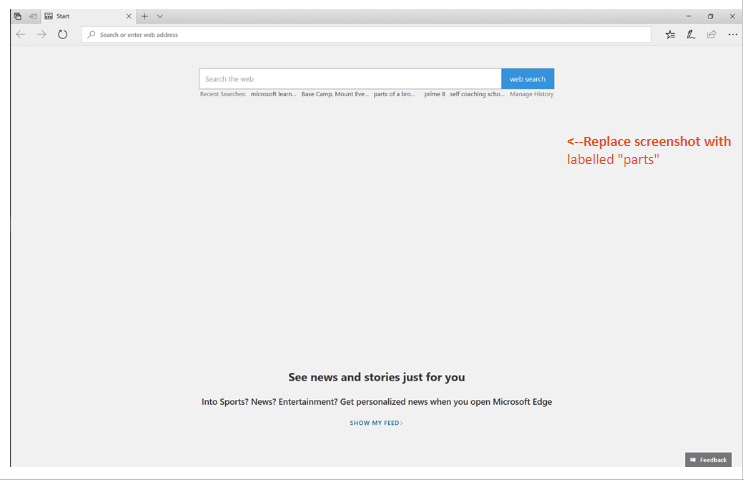 Start
Search or enter web address
Search the web
web search
Recent Searches: microsoft learn... Base Camp, Mount Eve... parts of a bro... prime 8 self coaching scho... Manage History
<--Replace screenshot with
labelled "parts"
See news and stories just for you
Into Sports? News? Entertainment? Get personalized news when you open Microsoft Edge
SHOW MY FEED
Feedback